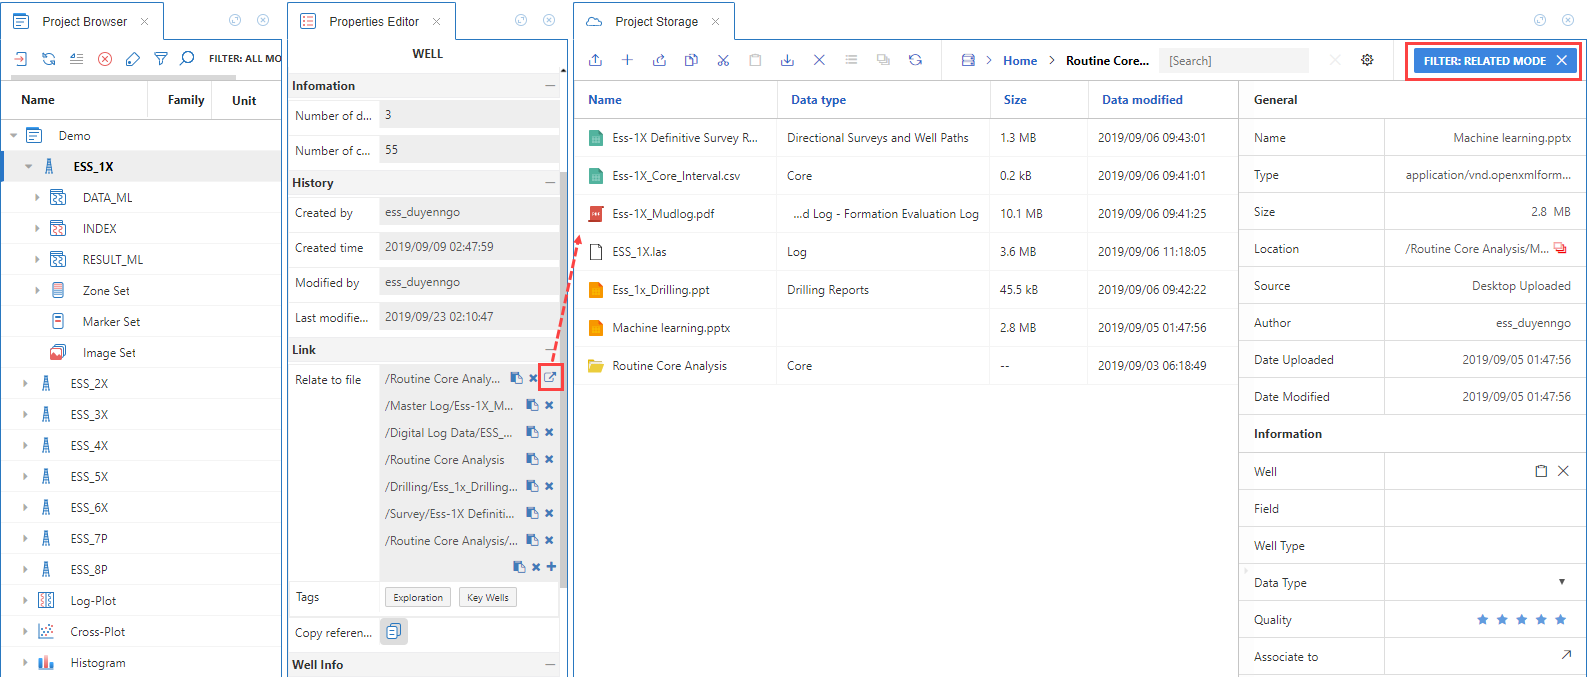 Project Browser
Properties Editor
Project Storage
FILTER: ALL MO
WELL
Home
Routine Core...
[Search]
FILTER: RELATED MODE
Name Family Unit
Demo
ESS_1X
DATA_ML
INDEX
RESULT_ML
Zone Set
Marker Set
Image Set
ESS_2X
ESS_3X
ESS_4X
ESS_5X
ESS_6X
ESS_7P
ESS_8P
Log-Plot
Cross-Plot
Histogram
Infomation
Number of d... 3
Number of c... 55
History
Created by ess_duyenngo
Created time 2019/09/09 02:47:59
Modified by ess_duyenngo
Last modifie... 2019/09/23 02:10:47
Link
Relate to file /Routine Core Analy...
/Master Log/Ess-1X_M...
/Digital Log Data/ESS_...
/Routine Core Analysis
/Drilling/Ess_1x_Drilling...
/Survey/Ess-1X Definiti...
/Routine Core Analysis/...
Tags Exploration Key Wells
Copy referen...
Well Info
Name Data type Size Data modified
Ess-1X Definitive Survey R... Directional Surveys and Well Paths 1.3 MB 2019/09/06 09:43:01
Ess-1X_Core_Interval.csv Core 0.2 kB 2019/09/06 09:41:01
PDF Ess-1X_Mudlog.pdf ...d Log - Formation Evaluation Log 10.1 MB 2019/09/06 09:41:25
ESS_1X.las Log 3.6 MB 2019/09/06 11:18:05
Ess_1x_Drilling.ppt Drilling Reports 45.5 kB 2019/09/06 09:42:22
Machine learning.pptx 2.8 MB 2019/09/05 01:47:56
Routine Core Analysis Core -- 2019/09/03 06:18:49
General
Name Machine learning.pptx
Type application/vnd.openxmlform...
Size 2.8 MB
Location /Routine Core Analysis/M...
Source Desktop Uploaded
Author ess_duyenngo
Date Uploaded 2019/09/05 01:47:56
Date Modified 2019/09/05 01:47:56
Information
Well
Field
Well Type
Data Type
Quality
Associate to